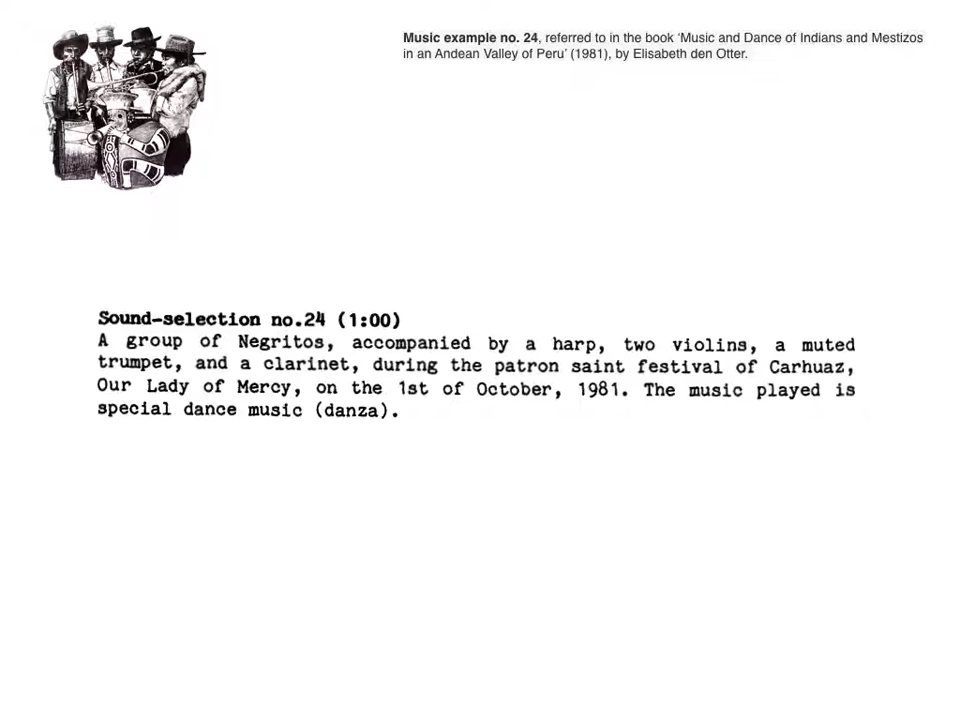 Music example no. 24, referred to in the book ‘Music and Dance of Indians and Mestizos
in an Andean Valley of Peru’ (1981), by Elisabeth den Otter.
Sound-selection no.24 (1:00)
A group of Negritos, accompanied by a harp, two violins, a muted
trumpet, and a clarinet, during the patron saint festival of Carhuaz,
Our Lady of Mercy, on the 1st of October, 1981. The music played is
special dance music (danza).